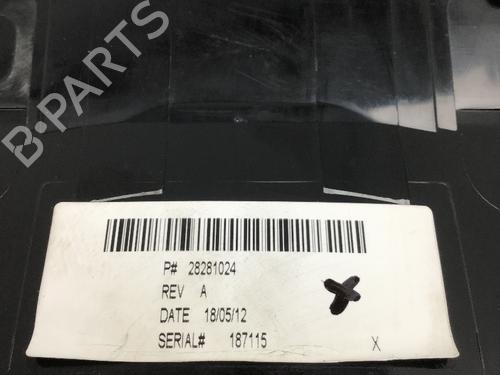 B-PARTS
P# 28281024
REV A
DATE 18/05/12
SERIAL# 187115
X